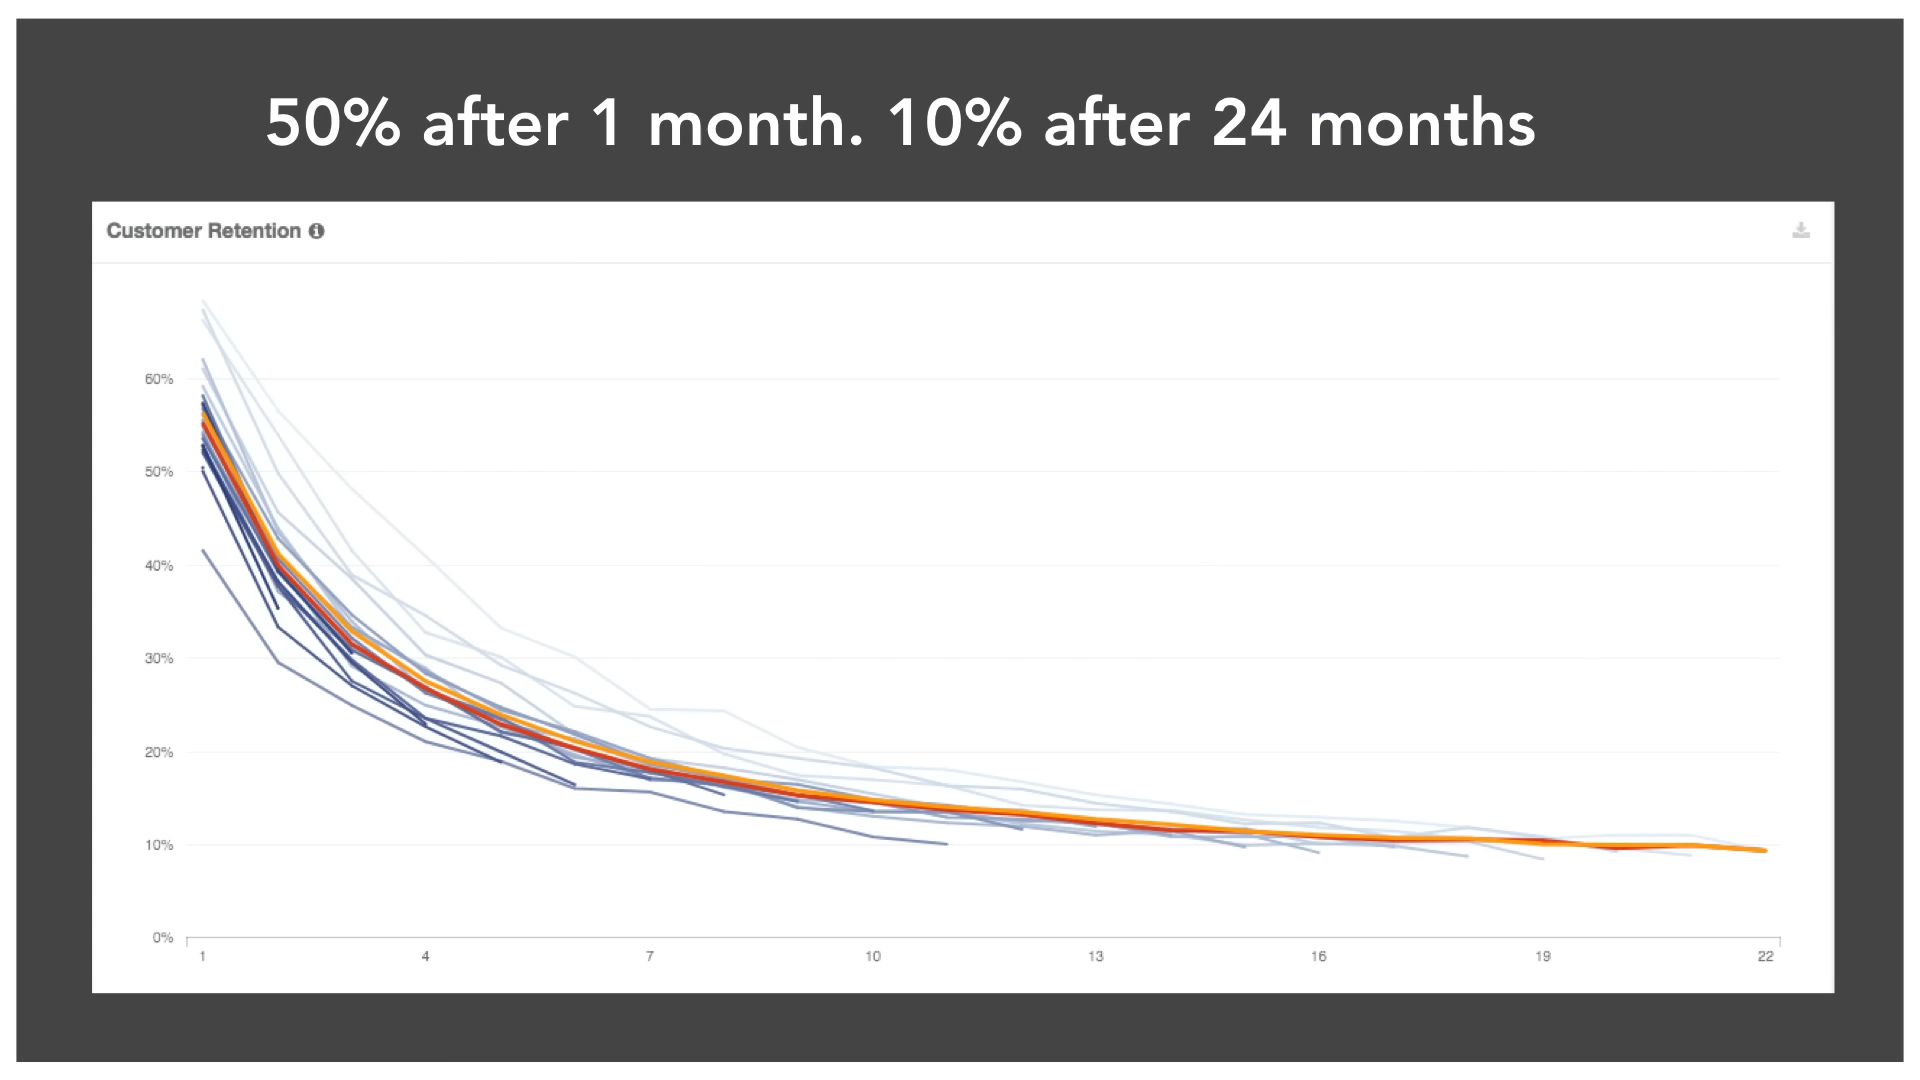 50% after 1 month. 10% after 24 months
Customer Retention
60%
50%
40%
30%
20%
10%
0%
1 4 7 10 13 16 19 22